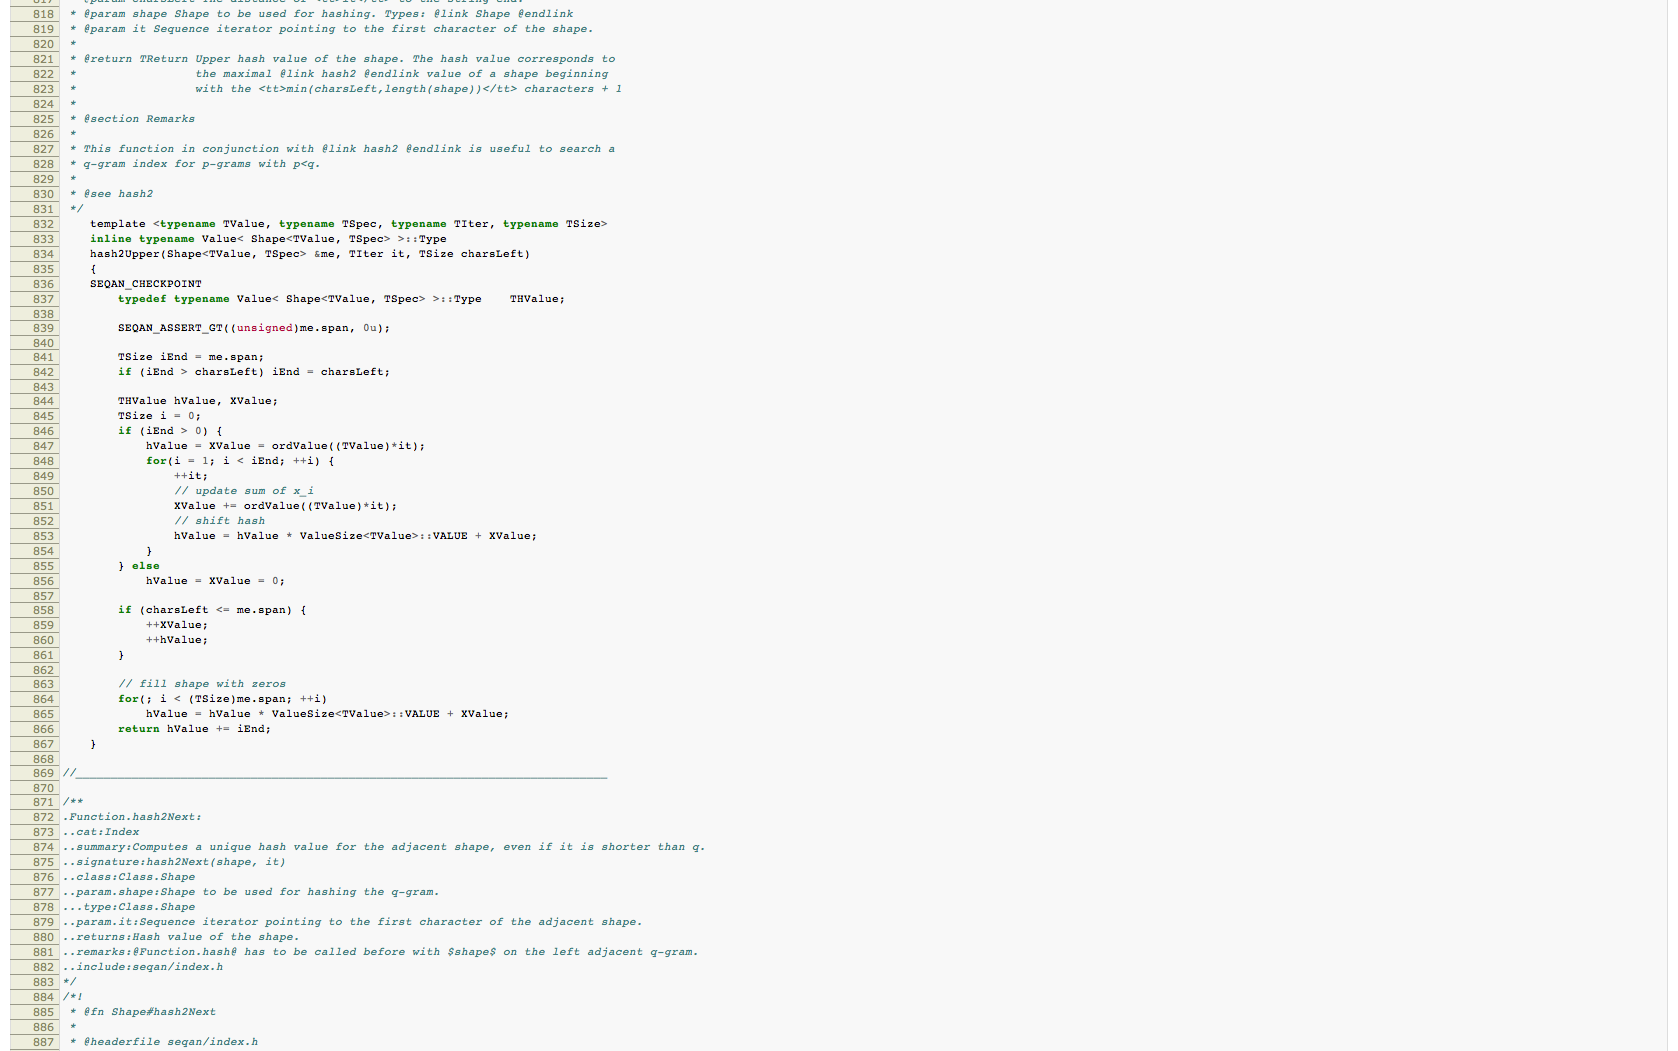 817 * @param charsLeft The distance of <tt>it</tt> to the string end.
818 * @param shape Shape to be used for hashing. Types: @link Shape @endlink
819 * @param it Sequence iterator pointing to the first character of the shape.
820 *
821 * @return TReturn Upper hash value of the shape. The hash value corresponds to
822 *                 the maximal @link hash2 @endlink value of a shape beginning
823 *                 with the <tt>min(charsLeft,length(shape))</tt> characters + 1
824 *
825 * @section Remarks
826 *
827 * This function in conjunction with @link hash2 @endlink is useful to search a
828 * q-gram index for p-grams with p<q.
829 *
830 * @see hash2
831 */
832    template <typename TValue, typename TSpec, typename TIter, typename TSize>
833    inline typename Value< Shape<TValue, TSpec> >::Type
834    hash2Upper(Shape<TValue, TSpec> &me, TIter it, TSize charsLeft)
835    {
836    SEQAN_CHECKPOINT
837        typedef typename Value< Shape<TValue, TSpec> >::Type    THValue;
838
839        SEQAN_ASSERT_GT((unsigned)me.span, 0u);
840
841        TSize iEnd = me.span;
842        if (iEnd > charsLeft) iEnd = charsLeft;
843
844        THValue hValue, XValue;
845        TSize i = 0;
846        if (iEnd > 0) {
847            hValue = XValue = ordValue((TValue)*it);
848            for(i = 1; i < iEnd; ++i) {
849                ++it;
850                // update sum of x_i
851                XValue += ordValue((TValue)*it);
852                // shift hash
853                hValue = hValue * ValueSize<TValue>::VALUE + XValue;
854            }
855        } else
856            hValue = XValue = 0;
857
858        if (charsLeft <= me.span) {
859            ++XValue;
860            ++hValue;
861        }
862
863        // fill shape with zeros
864        for(; i < (TSize)me.span; ++i)
865            hValue = hValue * ValueSize<TValue>::VALUE + XValue;
866        return hValue += iEnd;
867    }
868
869 //____________________________________________________________________________
870
871 /**
872 .Function.hash2Next:
873 ..cat:Index
874 ..summary:Computes a unique hash value for the adjacent shape, even if it is shorter than q.
875 ..signature:hash2Next(shape, it)
876 ..class:Class.Shape
877 ..param.shape:Shape to be used for hashing the q-gram.
878 ...type:Class.Shape
879 ..param.it:Sequence iterator pointing to the first character of the adjacent shape.
880 ..returns:Hash value of the shape.
881 ..remarks:@Function.hash@ has to be called before with $shape$ on the left adjacent q-gram.
882 ..include:seqan/index.h
883 */
884 /*!
885 * @fn Shape#hash2Next
886 *
887 * @headerfile seqan/index.h